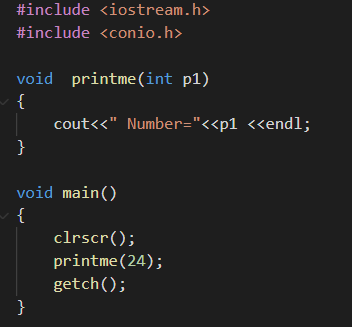 #include <iostream.h>
#include <conio.h>

void  printme(int p1)
{
    cout<<" Number="<<p1 <<endl;
}

void main()
{
    clrscr();
    printme(24);
    getch();
}